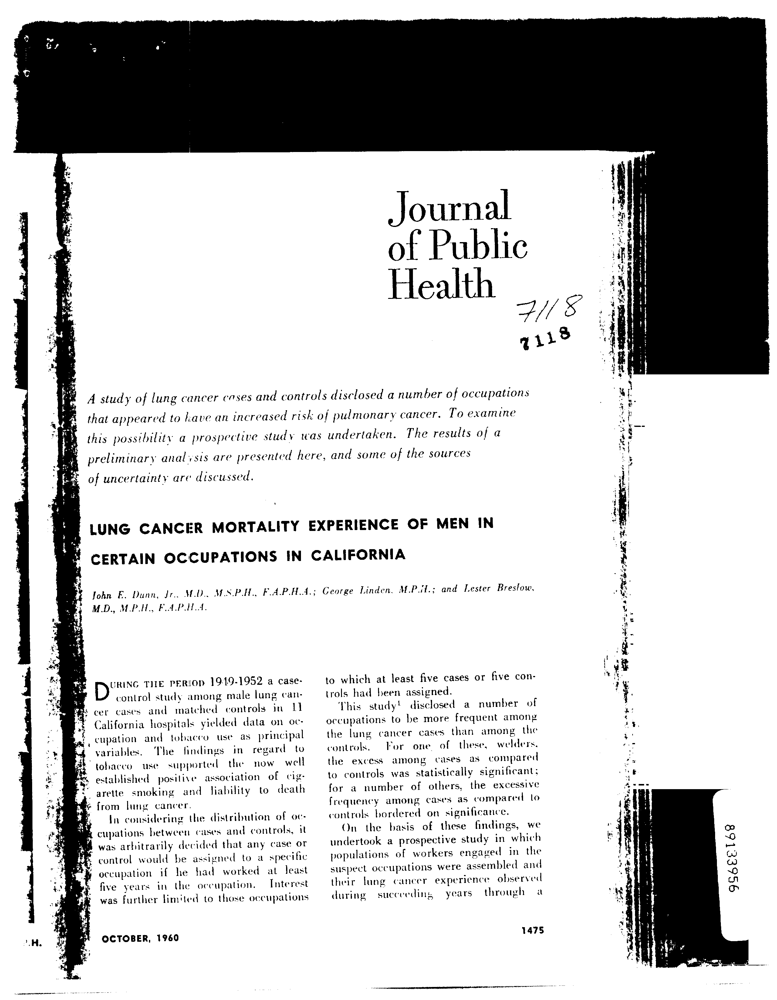 Journal
of Public
Health
7118
7118
A study of lung cancer cases and controls disclosed a number of occupations
that appeared to have an increased risk of pulmonary cancer. To examine
this possibility a prospective study was undertaken. The results of a
preliminary analysis are presented here, and some of the sources
of uncertainty are discussed.
LUNG CANCER MORTALITY EXPERIENCE OF MEN IN
CERTAIN OCCUPATIONS IN CALIFORNIA
John E. Dunn, Jr., M.D., M.S.P.H., F.A.P.H.A.; George Linden, M.P.H.; and Lester Breslow,
M.D., M.P.H., F.A.P.H.A.
DURING THE PERIOD 1949-1952 a case-
control study among male lung can-
cer cases and matched controls in 11
California hospitals yielded data on oc-
cupation and tobacco use as principal
variables. The findings in regard to
tobacco use supported the now well
established positive association of cig-
arette smoking and liability to death
from lung cancer.
In considering the distribution of oc-
cupations between cases and controls, it
was arbitrarily decided that any case or
control would be assigned to a specific
occupation if he had worked at least
five years in the occupation. Interest
was further limited to those occupations
to which at least five cases or five con-
trols had been assigned.
This study¹ disclosed a number of
occupations to be more frequent among
the lung cancer cases than among the
controls. For one of these, welders,
the excess among cases as compared
to controls was statistically significant;
for a number of others, the excessive
frequency among cases as compared to
controls bordered on significance.
On the basis of these findings, we
undertook a prospective study in which
populations of workers engaged in the
suspect occupations were assembled and
their lung cancer experience observed
during succeeding years through a
.H.
OCTOBER, 1960
1475
89133956